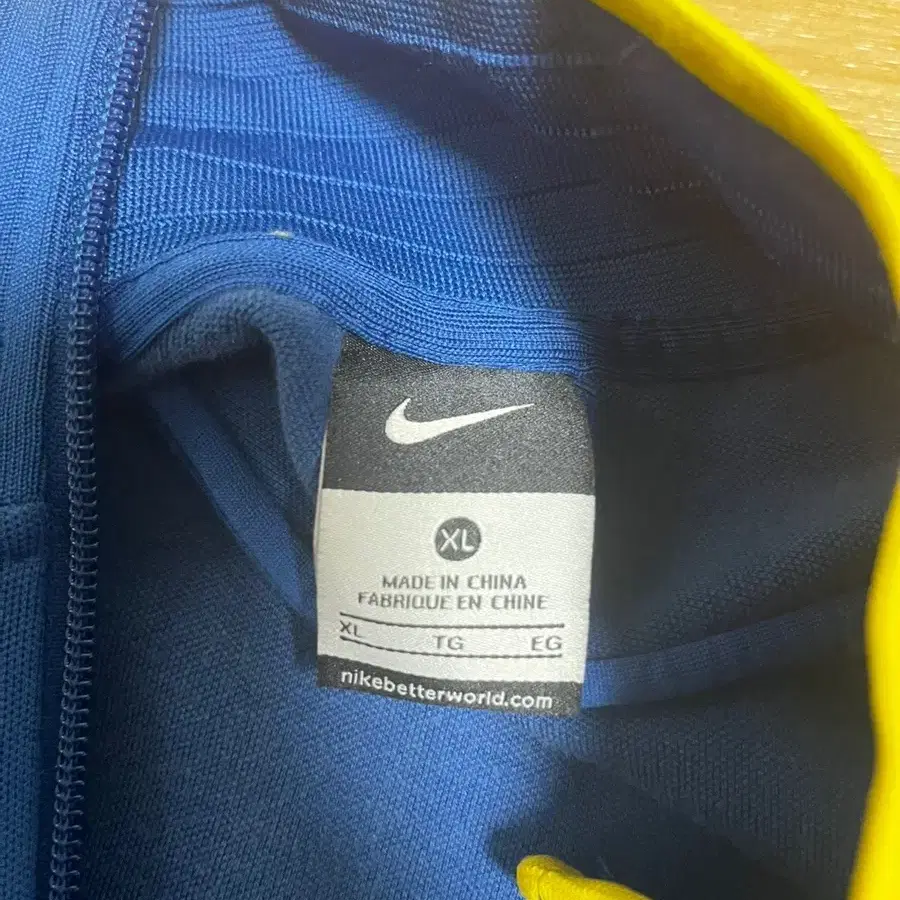 XL
MADE IN CHINA
FABRIQUE EN CHINE
XL TG EG
nikebetterworld.com